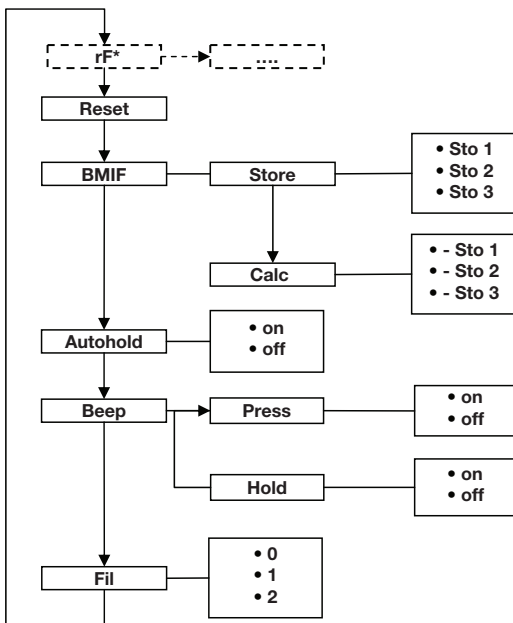 rF*
....
Reset
BMIF
Store
• Sto 1
• Sto 2
• Sto 3
Calc
• - Sto 1
• - Sto 2
• - Sto 3
Autohold
• on
• off
Beep
Press
• on
• off
Hold
• on
• off
Fil
• 0
• 1
• 2